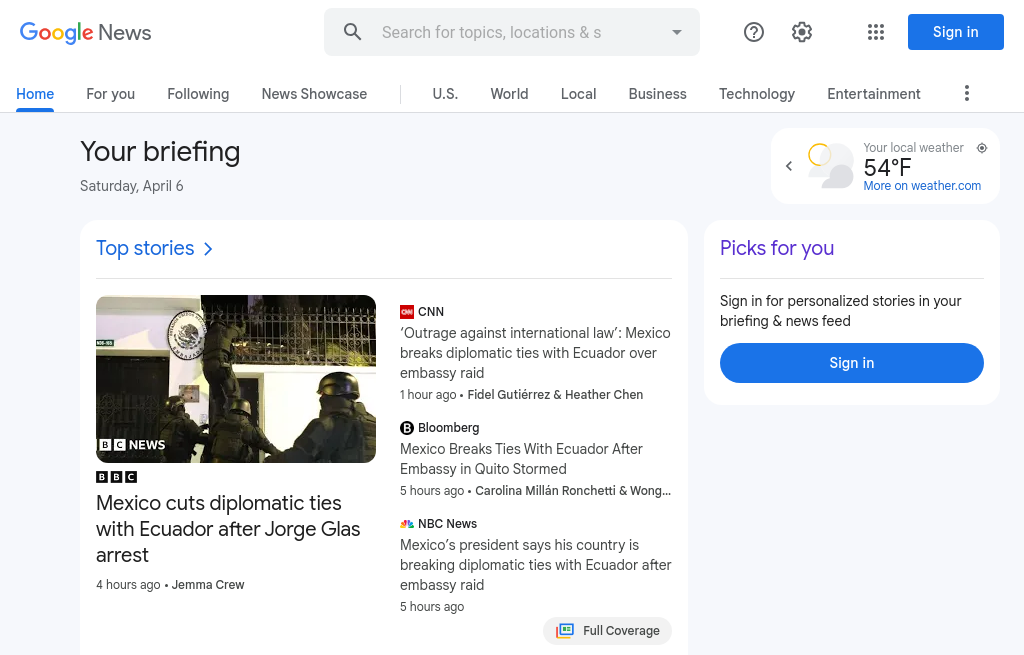 Google News
Search for topics, locations & s
Sign in
Home
For you
Following
News Showcase
U.S.
World
Local
Business
Technology
Entertainment
Your briefing
Saturday, April 6
Your local weather
54°F
More on weather.com
Top stories
BBC NEWS
BBC
Mexico cuts diplomatic ties
with Ecuador after Jorge Glas
arrest
4 hours ago • Jemma Crew
CNN
CNN
‘Outrage against international law’: Mexico
breaks diplomatic ties with Ecuador over
embassy raid
1 hour ago • Fidel Gutiérrez & Heather Chen
B Bloomberg
Mexico Breaks Ties With Ecuador After
Embassy in Quito Stormed
5 hours ago • Carolina Millán Ronchetti & Wong...
NBC News
Mexico’s president says his country is
breaking diplomatic ties with Ecuador after
embassy raid
5 hours ago
Full Coverage
Picks for you
Sign in for personalized stories in your
briefing & news feed
Sign in